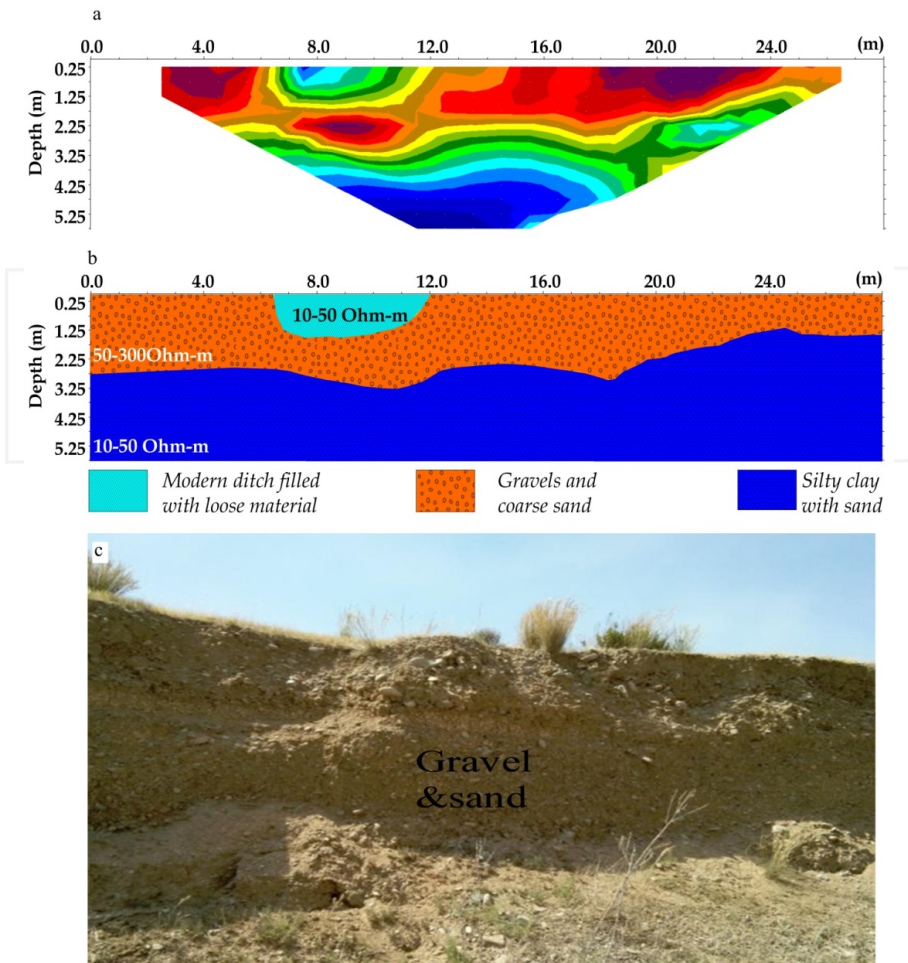 a
0.0 4.0 8.0 12.0 16.0 20.0 24.0 (m)
Depth (m)
0.25
1.25
2.25
3.25
4.25
5.25
b
0.0 4.0 8.0 12.0 16.0 20.0 24.0 (m)
Depth (m)
0.25
1.25
2.25
3.25
4.25
5.25
10-50 Ohm-m
50-300Ohm-m
10-50 Ohm-m
Modern ditch filled
with loose material
Gravels and
coarse sand
Silty clay
with sand
c
Gravel
&sand